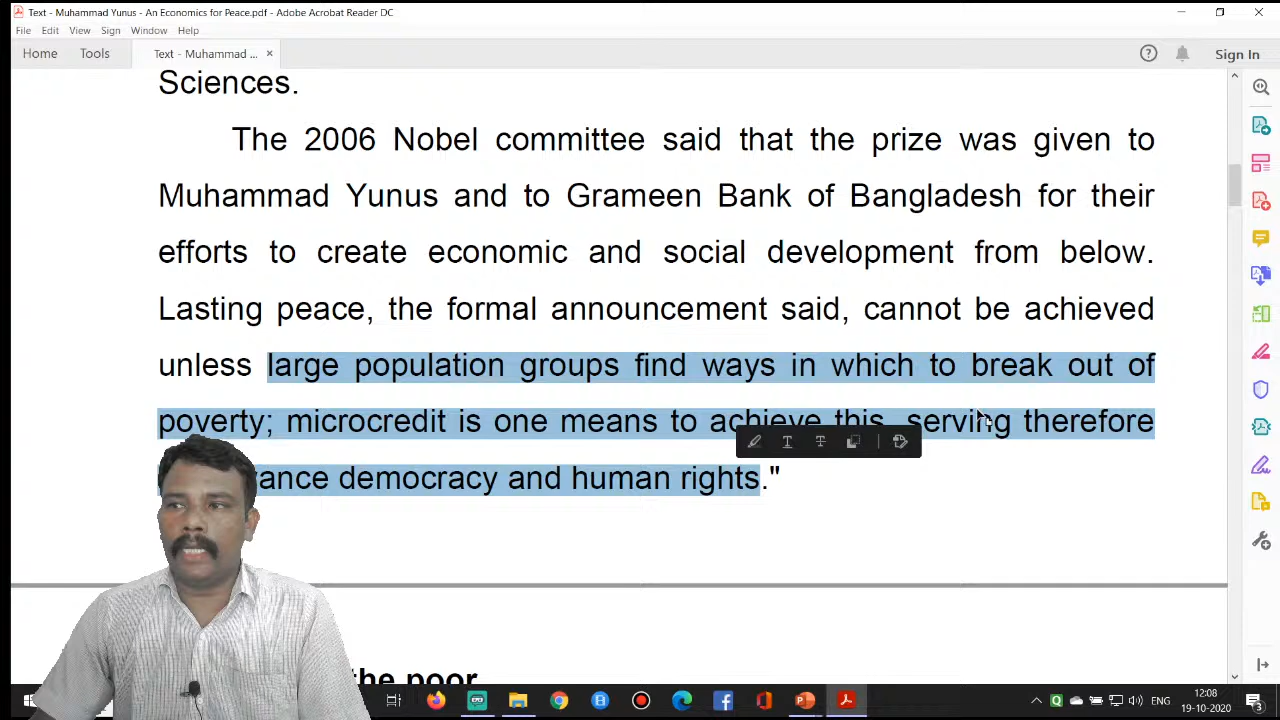 Text - Muhammad Yunus - An Economics for Peace.pdf - Adobe Acrobat Reader DC
File Edit View Sign Window Help
Home Tools Text - Muhammad ... × Sign In
Sciences.
The 2006 Nobel committee said that the prize was given to
Muhammad Yunus and to Grameen Bank of Bangladesh for their
efforts to create economic and social development from below.
Lasting peace, the formal announcement said, cannot be achieved
unless large population groups find ways in which to break out of
poverty; microcredit is one means to achieve this, serving therefore
democracy and human rights."
the poor
ENG
12:08
19-10-2020
3